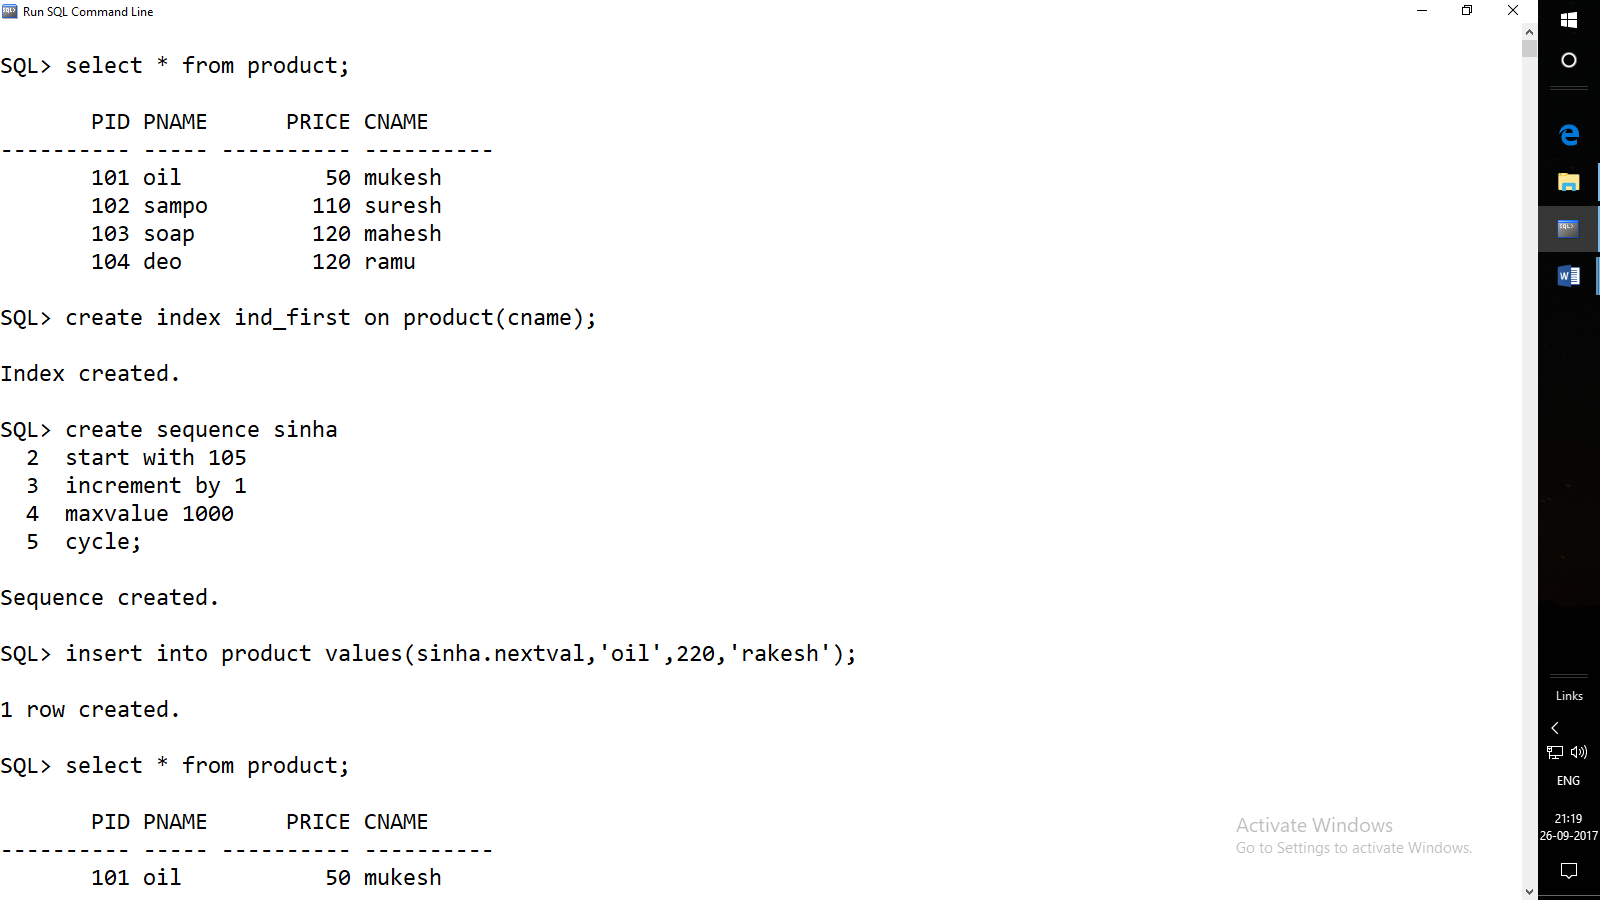 Run SQL Command Line
SQL> select * from product;
PID PNAME PRICE CNAME
---------- ----- ---------- ----------
101 oil 50 mukesh
102 sampo 110 suresh
103 soap 120 mahesh
104 deo 120 ramu
SQL> create index ind_first on product(cname);
Index created.
SQL> create sequence sinha
2 start with 105
3 increment by 1
4 maxvalue 1000
5 cycle;
Sequence created.
SQL> insert into product values(sinha.nextval,'oil',220,'rakesh');
1 row created.
SQL> select * from product;
PID PNAME PRICE CNAME
---------- ----- ---------- ----------
101 oil 50 mukesh
Activate Windows
Go to Settings to activate Windows.
Links
ENG
21:19
26-09-2017